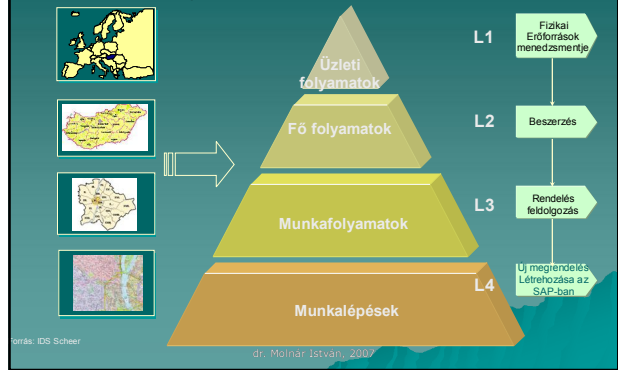 Üzleti
folyamatok
Fő folyamatok
Munkafolyamatok
Munkalépések
L1
Fizikai
Erőforrások
menedzsmentje
L2
Beszerzés
L3
Rendelés
feldolgozás
L4
Új megrendelés
Létrehozása az
SAP-ban
Forrás: IDS Scheer
dr. Molnár István, 2007